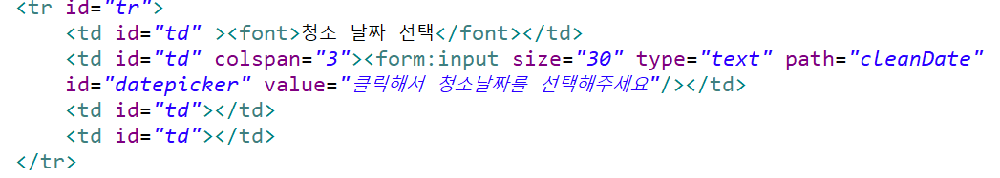 <tr id="tr">
<td id="td" ><font>청소 날짜 선택</font></td>
<td id="td" colspan="3"><form:input size="30" type="text" path="cleanDate"
id="datepicker" value="클릭해서 청소날짜를 선택해주세요"/></td>
<td id="td"></td>
<td id="td"></td>
</tr>